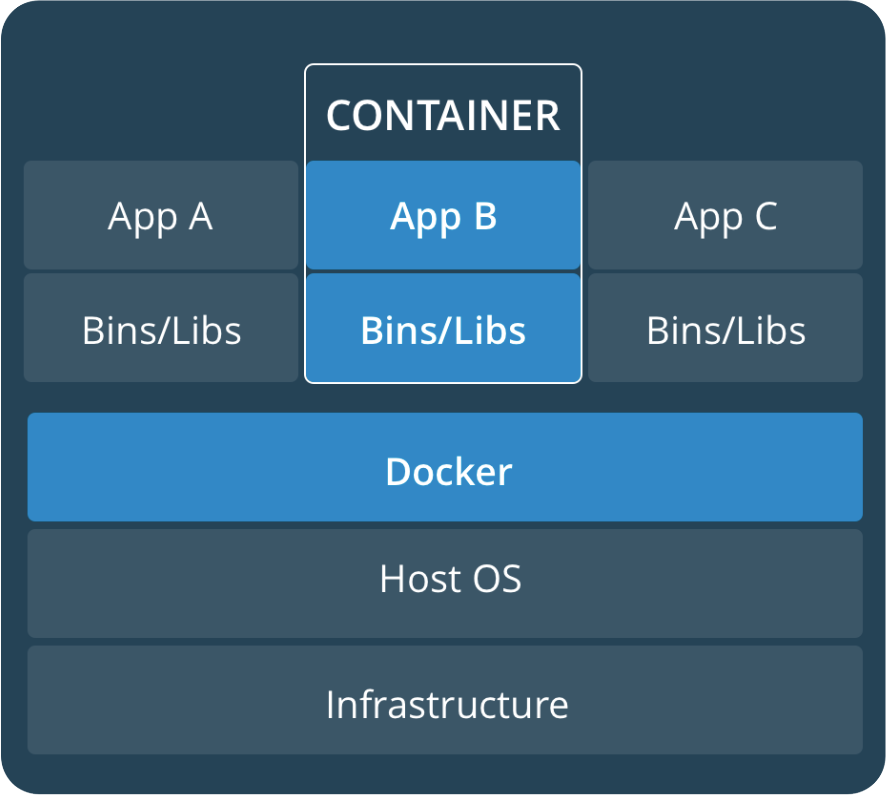 CONTAINER
App A
App B
App C
Bins/Libs
Bins/Libs
Bins/Libs
Docker
Host OS
Infrastructure